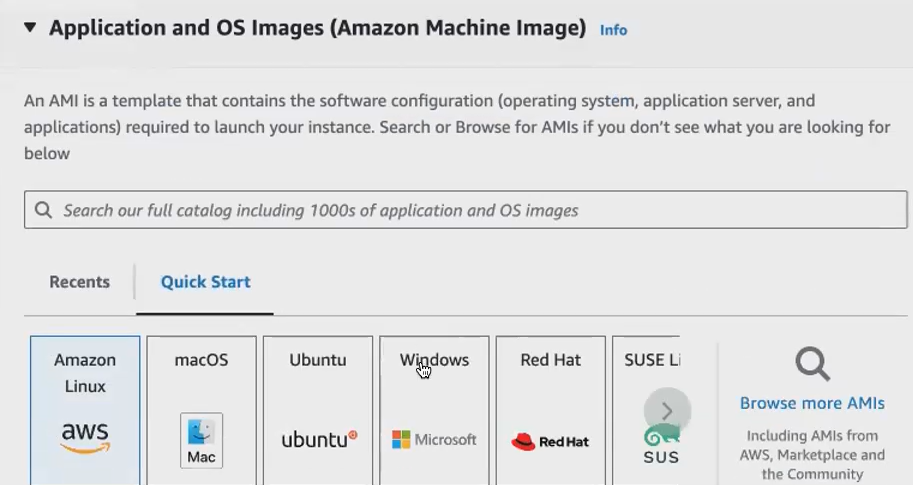 Application and OS Images (Amazon Machine Image) Info
An AMI is a template that contains the software configuration (operating system, application server, and
applications) required to launch your instance. Search or Browse for AMIs if you don't see what you are looking for
below
Search our full catalog including 1000s of application and OS images
Recents
Quick Start
Amazon
Linux
aws
macOS
Mac
Ubuntu
ubuntu
Windows
Microsoft
Red Hat
Red Hat
SUSE Li
SUS
Browse more AMIs
Including AMIs from
AWS, Marketplace and
the Community